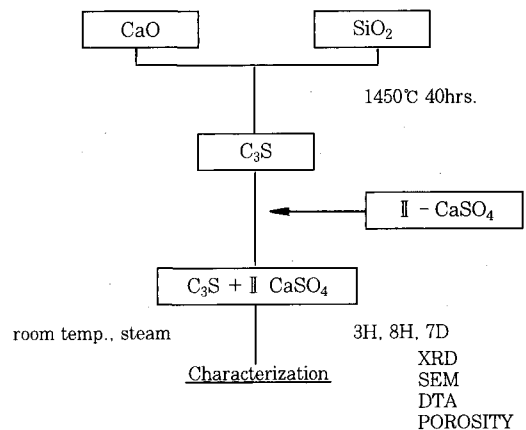 CaO
SiO₂
1450℃ 40hrs.
C₃S
Ⅱ - CaSO₄
C₃S + Ⅱ CaSO₄
room temp., steam
3H, 8H, 7D
XRD
Characterization
SEM
DTA
POROSITY